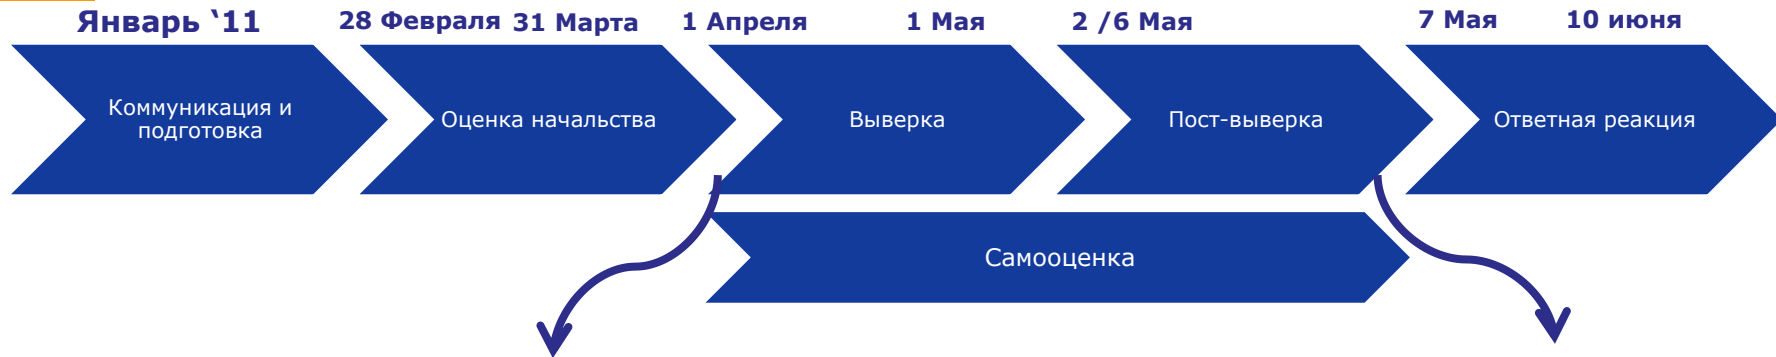 Январь ‘11
28 Февраля 31 Марта
1 Апреля
1 Мая
2 /6 Мая
7 Мая
10 июня
Коммуникация и
подготовка
Оценка начальства
Выверка
Пост-выверка
Ответная реакция
Самооценка